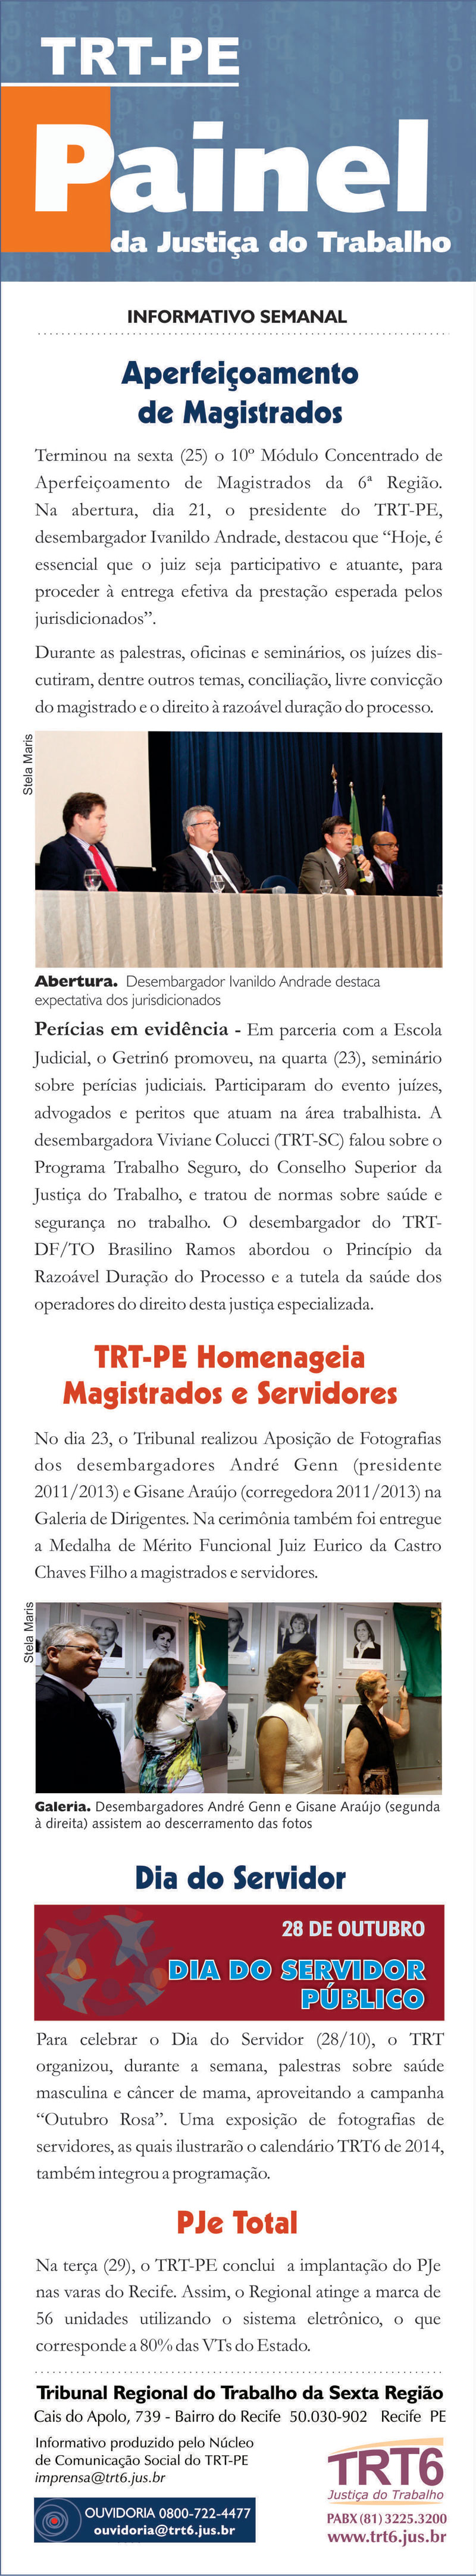 TRT-PE
Painel
da Justiça do Trabalho
INFORMATIVO SEMANAL
Aperfeiçoamento
de Magistrados
Terminou na sexta (25) o 10º Módulo Concentrado de
Aperfeiçoamento de Magistrados da 6ª Região.
Na abertura, dia 21, o presidente do TRT-PE,
desembargador Ivanildo Andrade, destacou que “Hoje, é
essencial que o juiz seja participativo e atuante, para
proceder à entrega efetiva da prestação esperada pelos
jurisdicionados”.
Durante as palestras, oficinas e seminários, os juízes dis-
cutiram, dentre outros temas, conciliação, livre convicção
do magistrado e o direito à razoável duração do processo.
Stela Maris
Abertura. Desembargador Ivanildo Andrade destaca
expectativa dos jurisdicionados
Perícias em evidência - Em parceria com a Escola
Judicial, o Getrin6 promoveu, na quarta (23), seminário
sobre perícias judiciais. Participaram do evento juízes,
advogados e peritos que atuam na área trabalhista. A
desembargadora Viviane Colucci (TRT-SC) falou sobre o
Programa Trabalho Seguro, do Conselho Superior da
Justiça do Trabalho, e tratou de normas sobre saúde e
segurança no trabalho. O desembargador do TRT-
DF/TO Brasilino Ramos abordou o Princípio da
Razoável Duração do Processo e a tutela da saúde dos
operadores do direito desta justiça especializada.
TRT-PE Homenageia
Magistrados e Servidores
No dia 23, o Tribunal realizou Aposição de Fotografias
dos desembargadores André Genn (presidente
2011/2013) e Gisane Araújo (corregedora 2011/2013) na
Galeria de Dirigentes. Na cerimônia também foi entregue
a Medalha de Mérito Funcional Juiz Eurico da Castro
Chaves Filho a magistrados e servidores.
Stela Maris
Galeria. Desembargadores André Genn e Gisane Araújo (segunda
à direita) assistem ao descerramento das fotos
Dia do Servidor
28 DE OUTUBRO
DIA DO SERVIDOR
PÚBLICO
Para celebrar o Dia do Servidor (28/10), o TRT
organizou, durante a semana, palestras sobre saúde
masculina e câncer de mama, aproveitando a campanha
“Outubro Rosa”. Uma exposição de fotografias de
servidores, as quais ilustrarão o calendário TRT6 de 2014,
também integrou a programação.
PJe Total
Na terça (29), o TRT-PE conclui a implantação do PJe
nas varas do Recife. Assim, o Regional atinge a marca de
56 unidades utilizando o sistema eletrônico, o que
corresponde a 80% das VTs do Estado.
Tribunal Regional do Trabalho da Sexta Região
Cais do Apolo, 739 - Bairro do Recife 50.030-902 Recife PE
Informativo produzido pelo Núcleo
de Comunicação Social do TRT-PE
imprensa@trt6.jus.br
OUVIDORIA 0800-722-4477
ouvidoria@trt6.jus.br
TRT6
Justiça do Trabalho
PABX (81) 3225.3200
www.trt6.jus.br